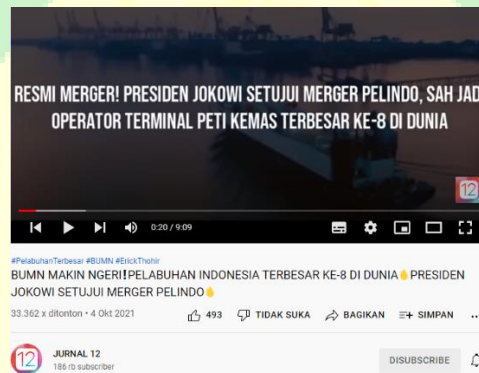 RESMI MERGER! PRESIDEN JOKOWI SETUJUI MERGER PELINDO, SAH JAD
OPERATOR TERMINAL PETI KEMAS TERBESAR KE-8 DI DUNIA
12
0:20 / 9:09
#PelabuhanTerbesar #BUMN #ErickThohir
BUMN MAKIN NGERI!PELABUHAN INDONESIA TERBESAR KE-8 DI DUNIA PRESIDEN
JOKOWI SETUJUI MERGER PELINDO
33.362 x ditonton • 4 Okt 2021 493 TIDAK SUKA BAGIKAN SIMPAN ...
12 JURNAL 12 DISUBSCRIBE
186 rb subscriber